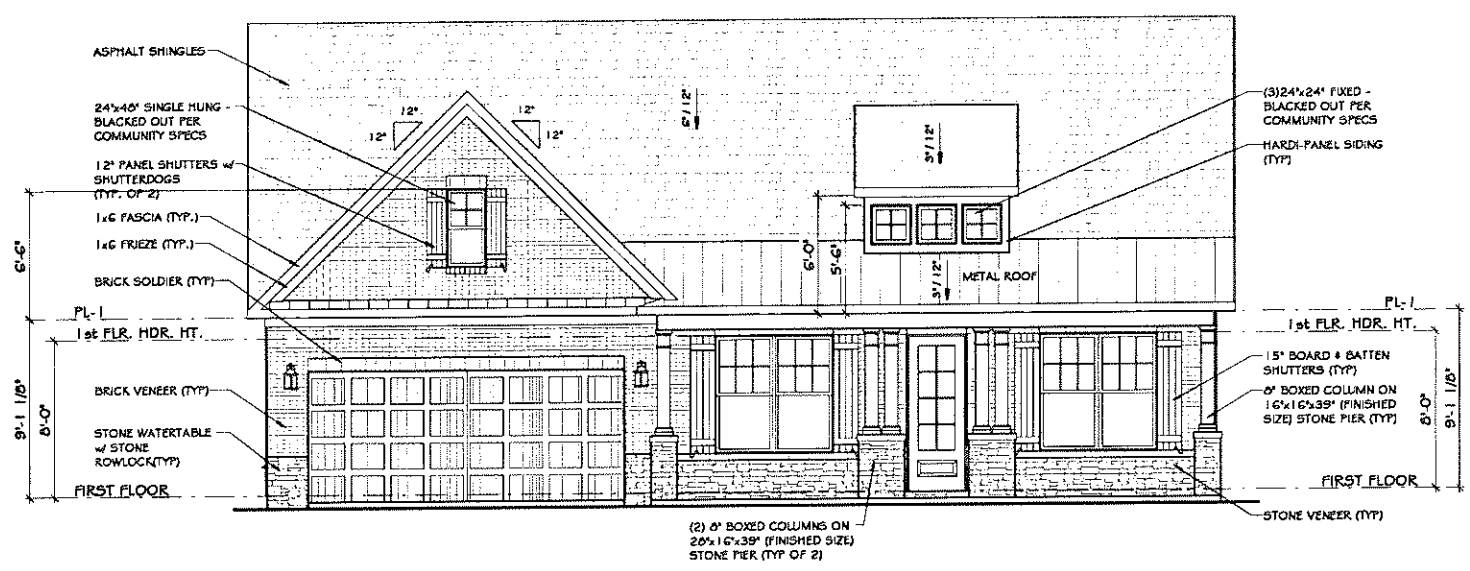 ASPHALT SHINGLES
24"x48" SINGLE HUNG -
BLACKED OUT PER
COMMUNITY SPECS
12" PANEL SHUTTERS w/
SHUTTERDOGS
(TYP. OF 2)
1x6 FASCIA (TYP.)
1x6 FRIEZE (TYP.)
BRICK SOLDIER (TYP)
PL-1
1st FLR. HDR. HT.
BRICK VENEER (TYP)
STONE WATERTABLE
w/ STONE
ROWLOCK(TYP)
FIRST FLOOR
6'-6"
9'-1 1/8"
8'-0"
12"
12"
12"
12"
6"/12"
3"/12"
6'-0"
5'-6"
METAL ROOF
3"/12"
(3)24"x24" FIXED -
BLACKED OUT PER
COMMUNITY SPECS
HARDI-PANEL SIDING
(TYP)
PL-1
1st FLR. HDR. HT.
15" BOARD & BATTEN
SHUTTERS (TYP)
8" BOXED COLUMN ON
16"x16"x39" (FINISHED
SIZE) STONE PIER (TYP)
8'-0"
9'-1 1/8"
FIRST FLOOR
STONE VENEER (TYP)
(2) 8" BOXED COLUMNS ON
28"x16"x39" (FINISHED SIZE)
STONE PIER (TYP OF 2)